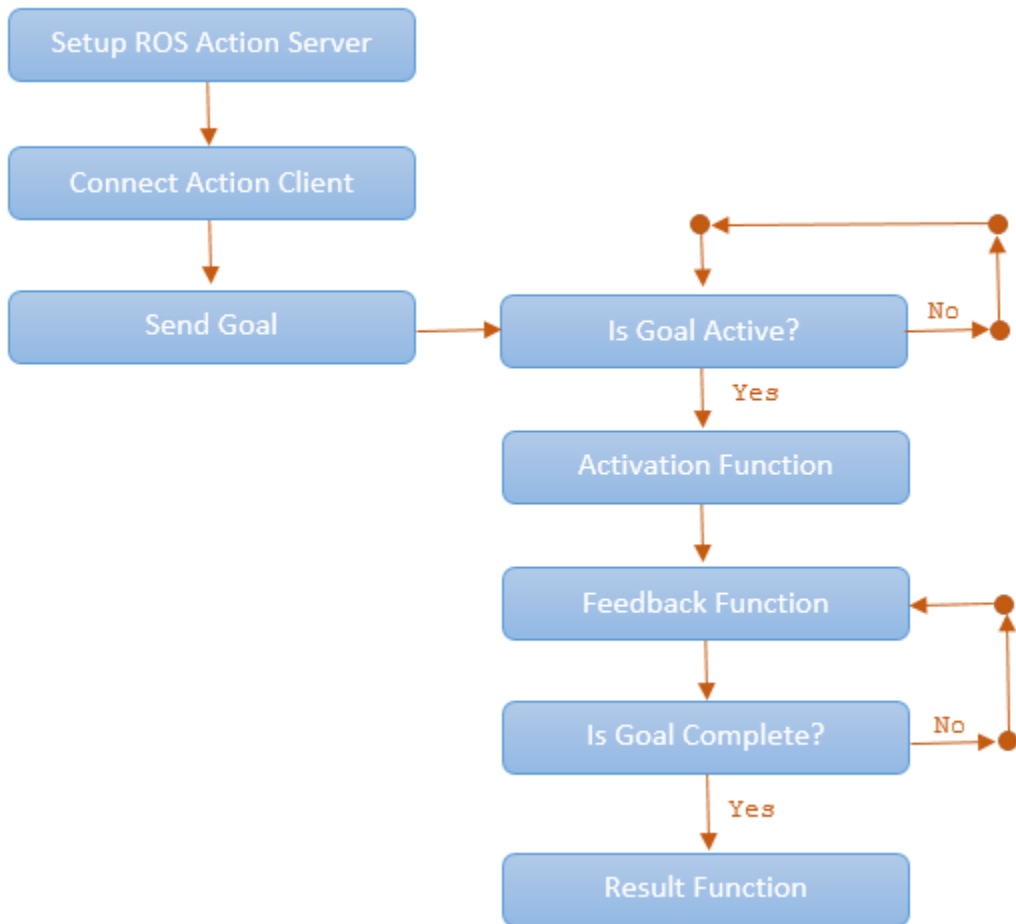 Setup ROS Action Server
Connect Action Client
Send Goal
Is Goal Active?
No
Yes
Activation Function
Feedback Function
Is Goal Complete?
No
Yes
Result Function